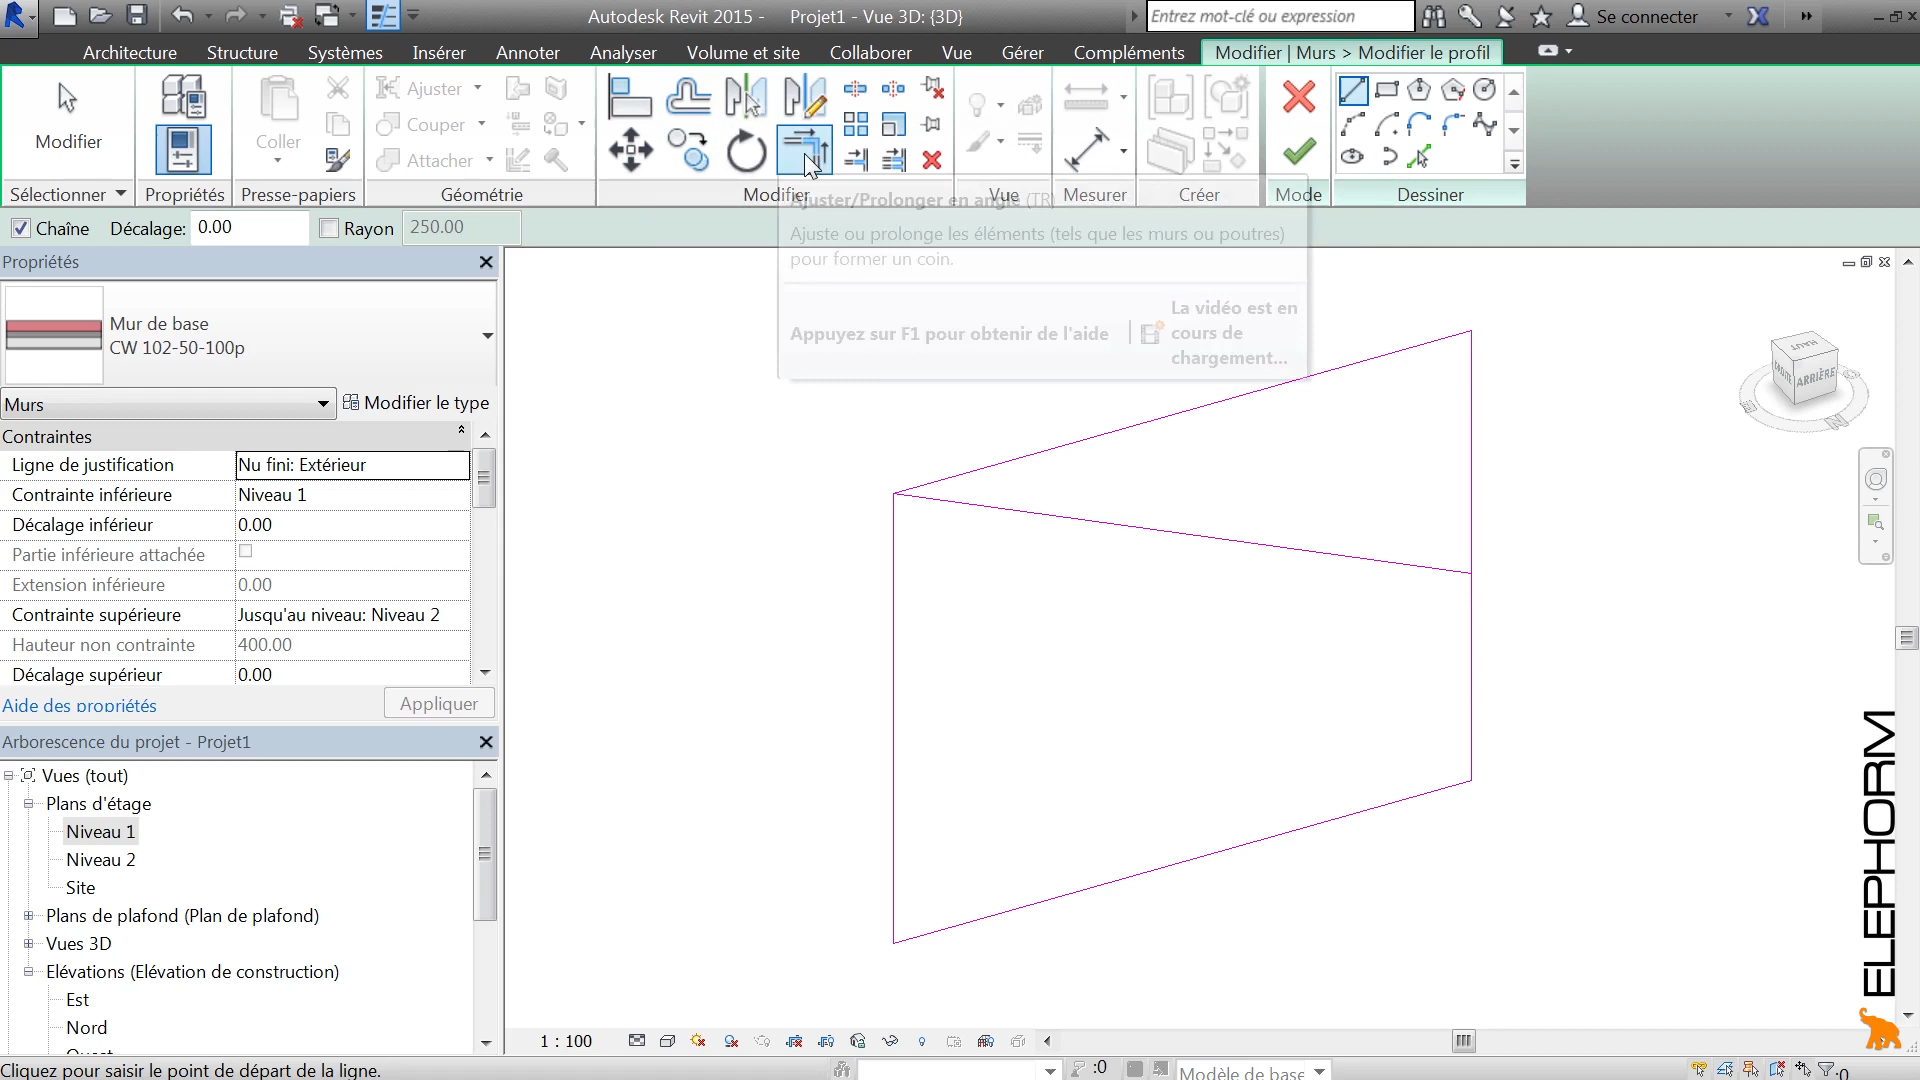 Autodesk Revit 2015 - Projet1 - Vue 3D: {3D}
Entrez mot-clé ou expression
Se connecter
Architecture Structure Systèmes Insérer Annoter Analyser Volume et site Collaborer Vue Gérer Compléments Modifier | Murs > Modifier le profil
Modifier
Coller
Ajuster
Couper
Attacher
Sélectionner Propriétés Presse-papiers Géométrie Modifier Vue Mesurer Créer Mode Dessiner
Chaîne Décalage: 0.00 Rayon 250.00
Ajuster/Prolonger en angle (TR)
Ajuste ou prolonge les éléments (tels que les murs ou poutres)
pour former un coin.
Appuyez sur F1 pour obtenir de l'aide
La vidéo est en
cours de
chargement...
Propriétés
Mur de base
CW 102-50-100p
Murs Modifier le type
Contraintes
Ligne de justification Nu fini: Extérieur
Contrainte inférieure Niveau 1
Décalage inférieur 0.00
Partie inférieure attachée
Extension inférieure 0.00
Contrainte supérieure Jusqu'au niveau: Niveau 2
Hauteur non contrainte 400.00
Décalage supérieur 0.00
Aide des propriétés Appliquer
Arborescence du projet - Projet1
Vues (tout)
Plans d'étage
Niveau 1
Niveau 2
Site
Plans de plafond (Plan de plafond)
Vues 3D
Elévations (Elévation de construction)
Est
Nord
Ouest
HAUT
DROITE
ARRIÈRE
N
ELEPHORM
1 : 100
Cliquez pour saisir le point de départ de la ligne.
:0
Modèle de base
:0